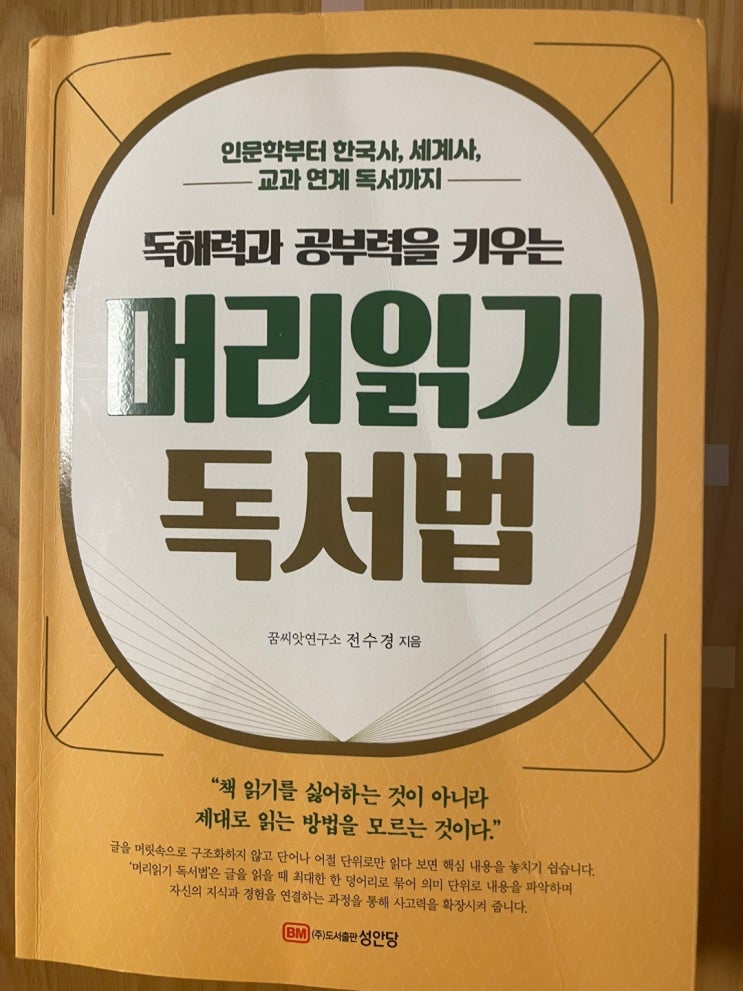 인문학부터 한국사, 세계사,
교과 연계 독서까지
독해력과 공부력을 키우는
머리읽기
독서법
꿈씨앗연구소 전수경 지음
“책 읽기를 싫어하는 것이 아니라
제대로 읽는 방법을 모르는 것이다.”
글을 머릿속으로 구조화하지 않고 단어나 어절 단위로만 읽다 보면 핵심 내용을 놓치기 쉽습니다.
‘머리읽기 독서법’은 글을 읽을 때 최대한 한 덩어리로 묶어 의미 단위로 내용을 파악하며
자신의 지식과 경험을 연결하는 과정을 통해 사고력을 확장시켜 줍니다.
BM (주)도서출판 성안당